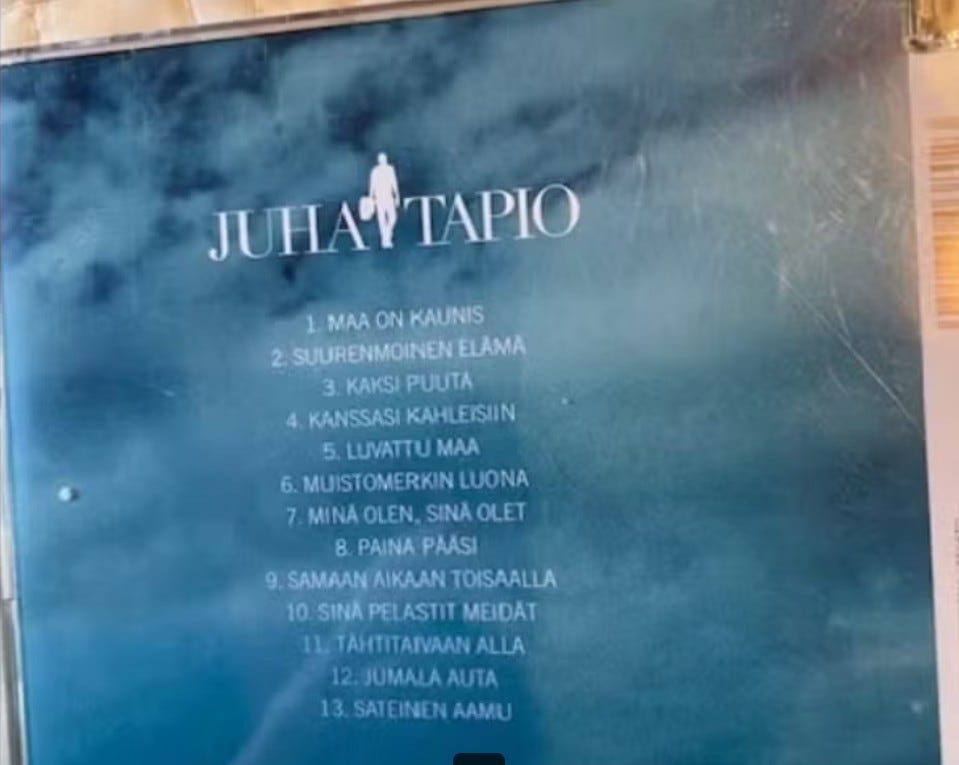 JUHA TAPIO
1. MAA ON KAUNIS
2. SUURENMOINEN ELÄMÄ
3. KAKSI PUUTA
4. KANSSASI KAHLEISIIN
5. LUVATTU MAA
6. MUISTOMERKIN LUONA
7. MINÄ OLEN, SINÄ OLET
8. PAINA PÄÄSI
9. SAMAAN AIKAAN TOISAALLA
10. SINÄ PELASTIT MEIDÄT
11. TÄHTITAIVAAN ALLA
12. JUMALA AUTA
13. SATEINEN AAMU